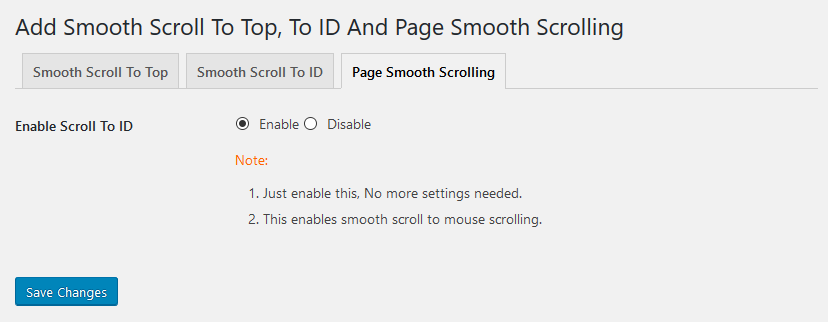 Add Smooth Scroll To Top, To ID And Page Smooth Scrolling
Smooth Scroll To Top Smooth Scroll To ID Page Smooth Scrolling
Enable Scroll To ID Enable Disable
Note:
1. Just enable this, No more settings needed.
2. This enables smooth scroll to mouse scrolling.
Save Changes